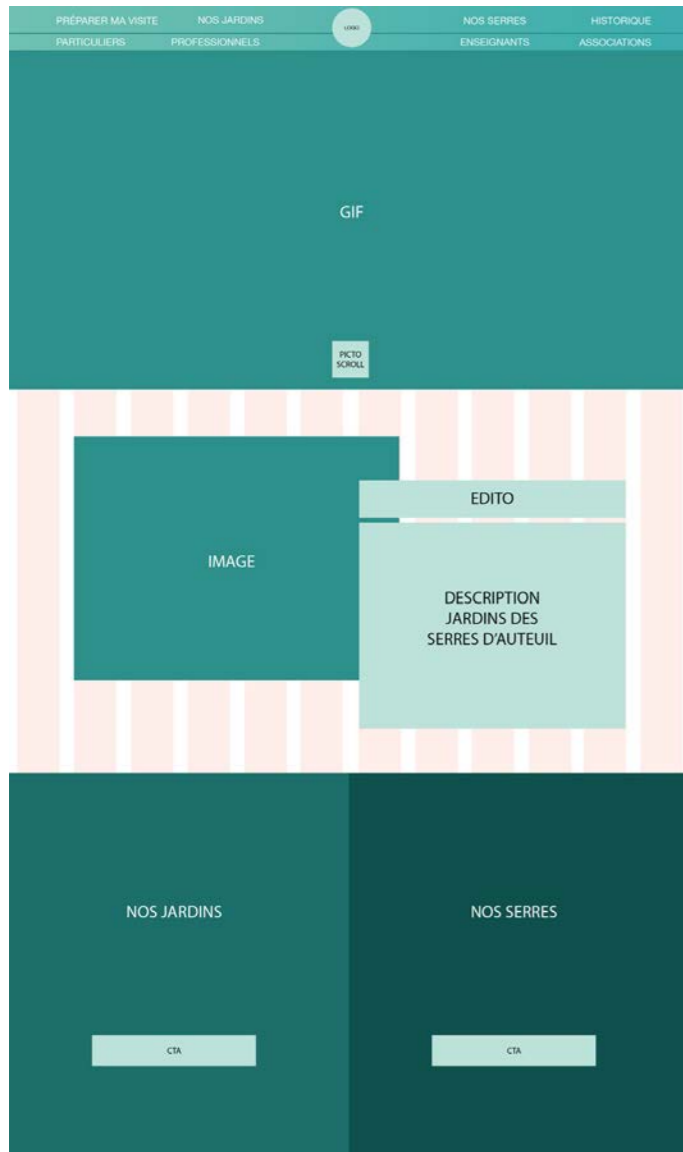 PRÉPARER MA VISITE NOS JARDINS LOGO NOS SERRES HISTORIQUE
PARTICULIERS PROFESSIONNELS ENSEIGNANTS ASSOCIATIONS
GIF
PICTO
SCROLL
EDITO
IMAGE
DESCRIPTION
JARDINS DES
SERRES D'AUTEUIL
NOS JARDINS
NOS SERRES
CTA
CTA